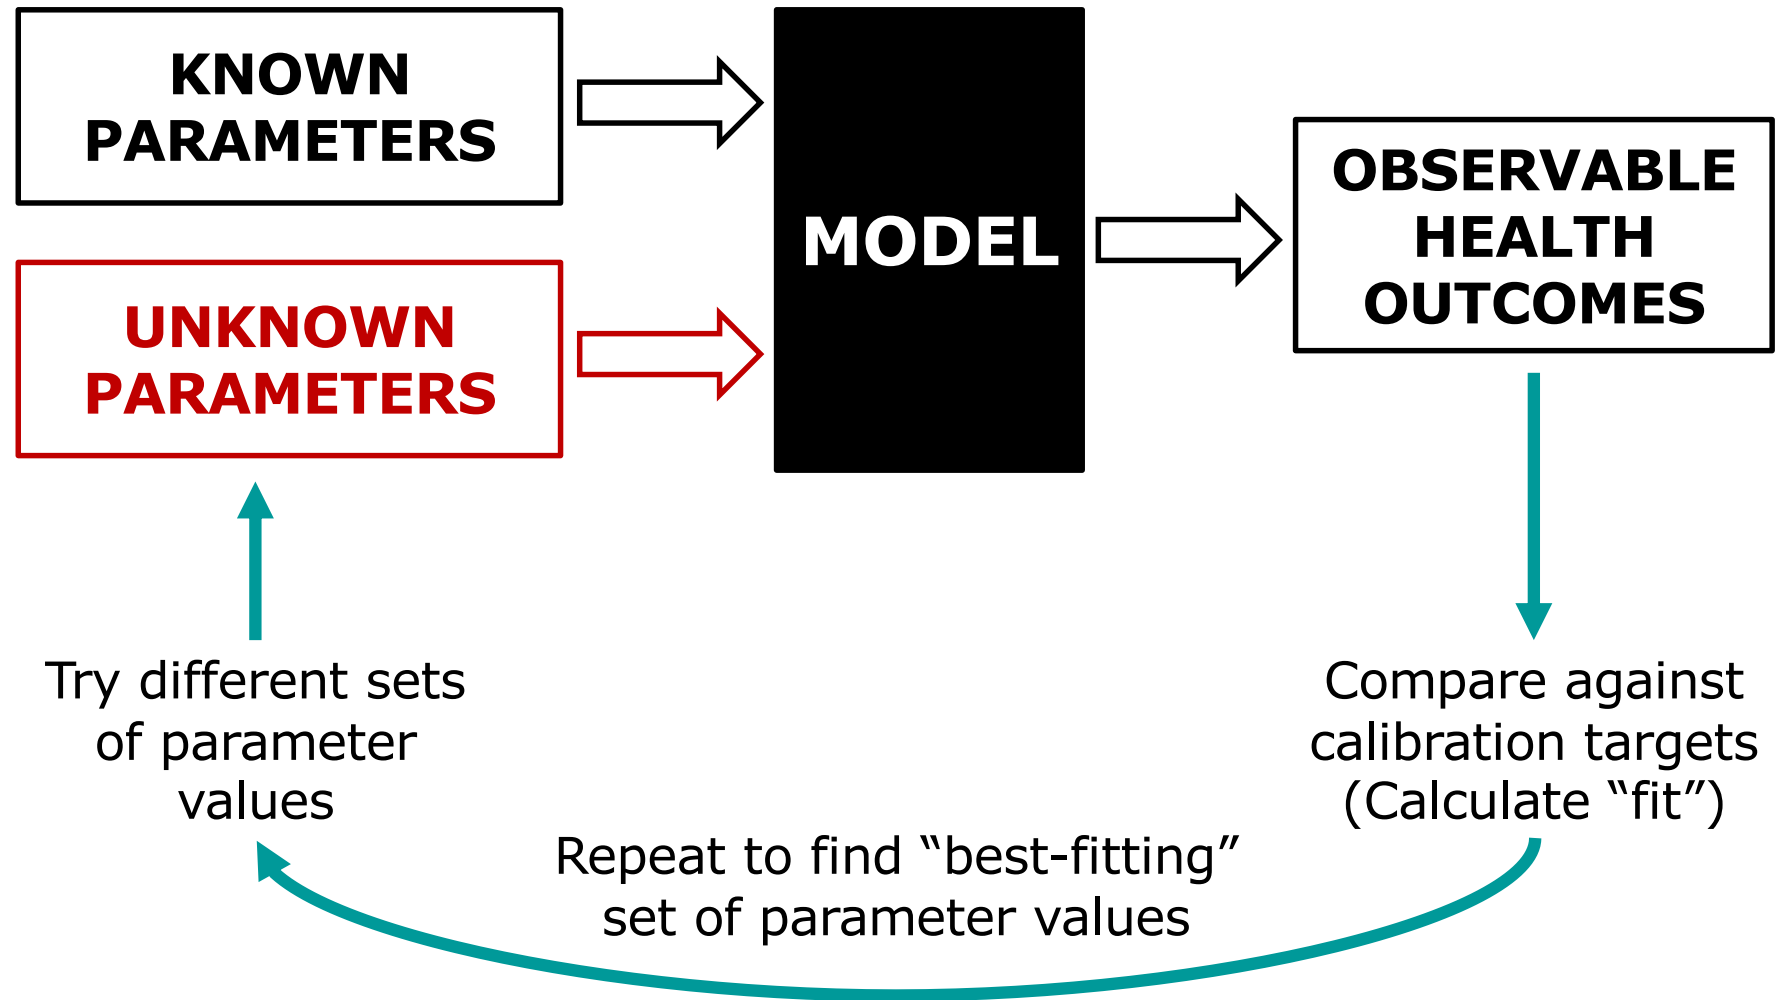 KNOWN
PARAMETERS
UNKNOWN
PARAMETERS
MODEL
OBSERVABLE
HEALTH
OUTCOMES
Try different sets
of parameter
values
Compare against
calibration targets
(Calculate “fit”)
Repeat to find “best-fitting”
set of parameter values